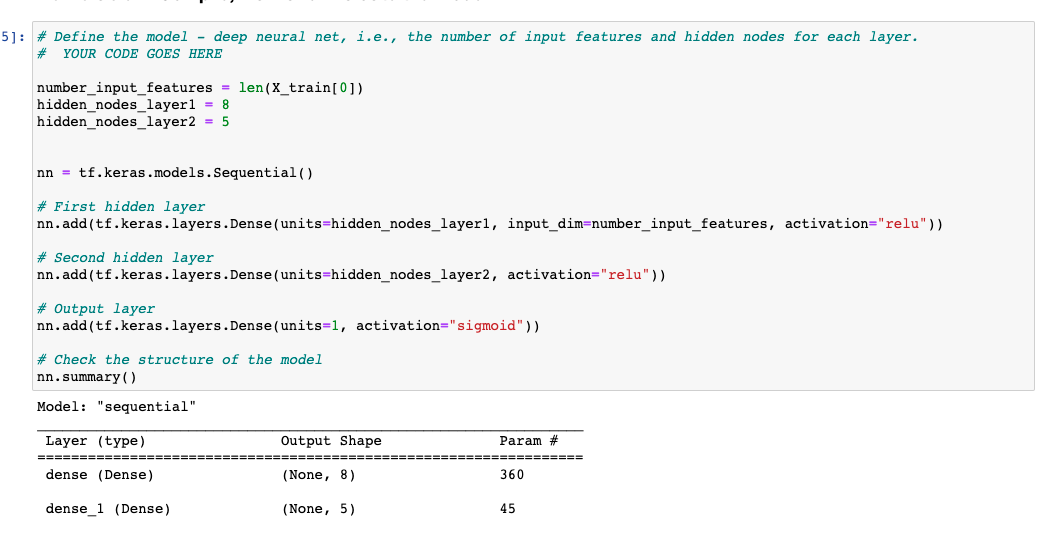 5]: # Define the model - deep neural net, i.e., the number of input features and hidden nodes for each layer.
#  YOUR CODE GOES HERE
number_input_features = len(X_train[0])
hidden_nodes_layer1 = 8
hidden_nodes_layer2 = 5
nn = tf.keras.models.Sequential()
# First hidden layer
nn.add(tf.keras.layers.Dense(units=hidden_nodes_layer1, input_dim=number_input_features, activation="relu"))
# Second hidden layer
nn.add(tf.keras.layers.Dense(units=hidden_nodes_layer2, activation="relu"))
# Output layer
nn.add(tf.keras.layers.Dense(units=1, activation="sigmoid"))
# Check the structure of the model
nn.summary()
Model: "sequential"
Layer (type) Output Shape Param #
=================================================================
dense (Dense) (None, 8) 360
dense_1 (Dense) (None, 5) 45